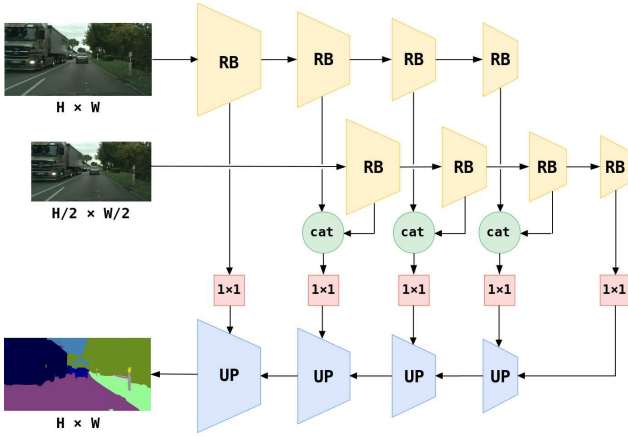 RB
RB
RB
RB
H × W
RB
RB
RB
RB
H/2 × W/2
cat
cat
cat
1×1
1×1
1×1
1×1
1×1
UP
UP
UP
UP
H × W